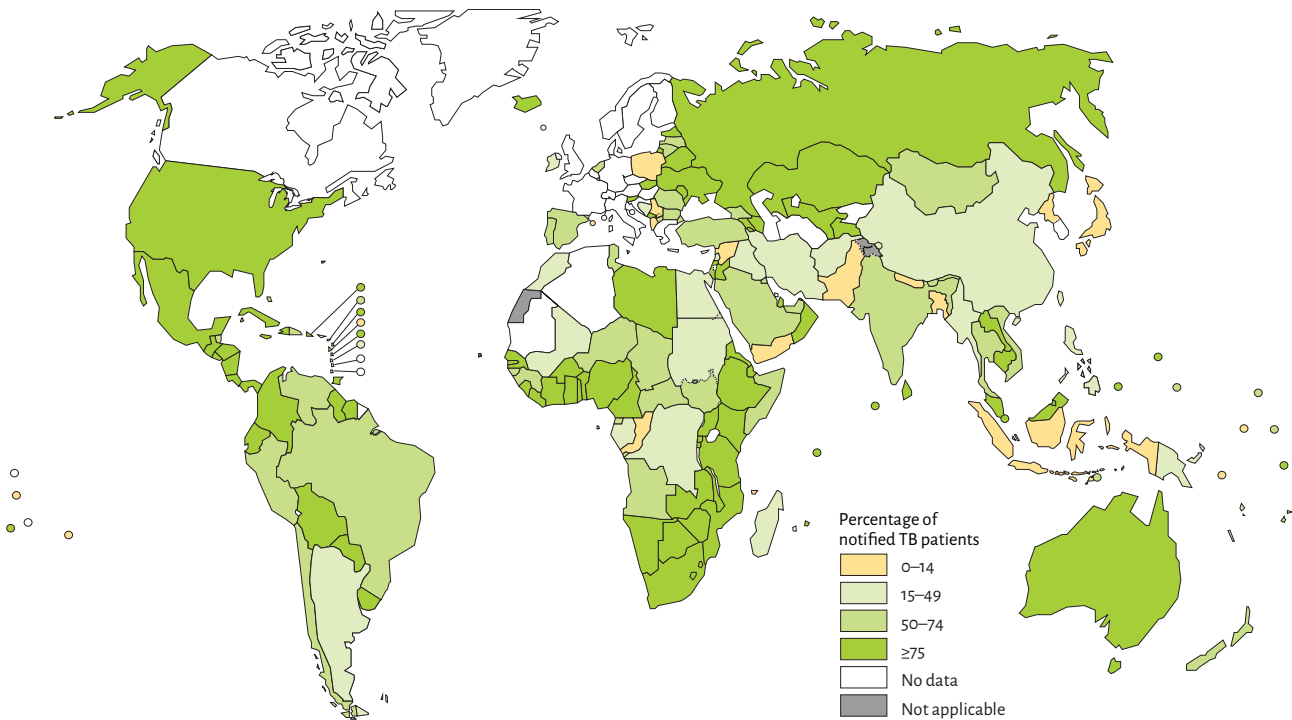 Percentage of
notified TB patients
0–14
15–49
50–74
≥75
No data
Not applicable